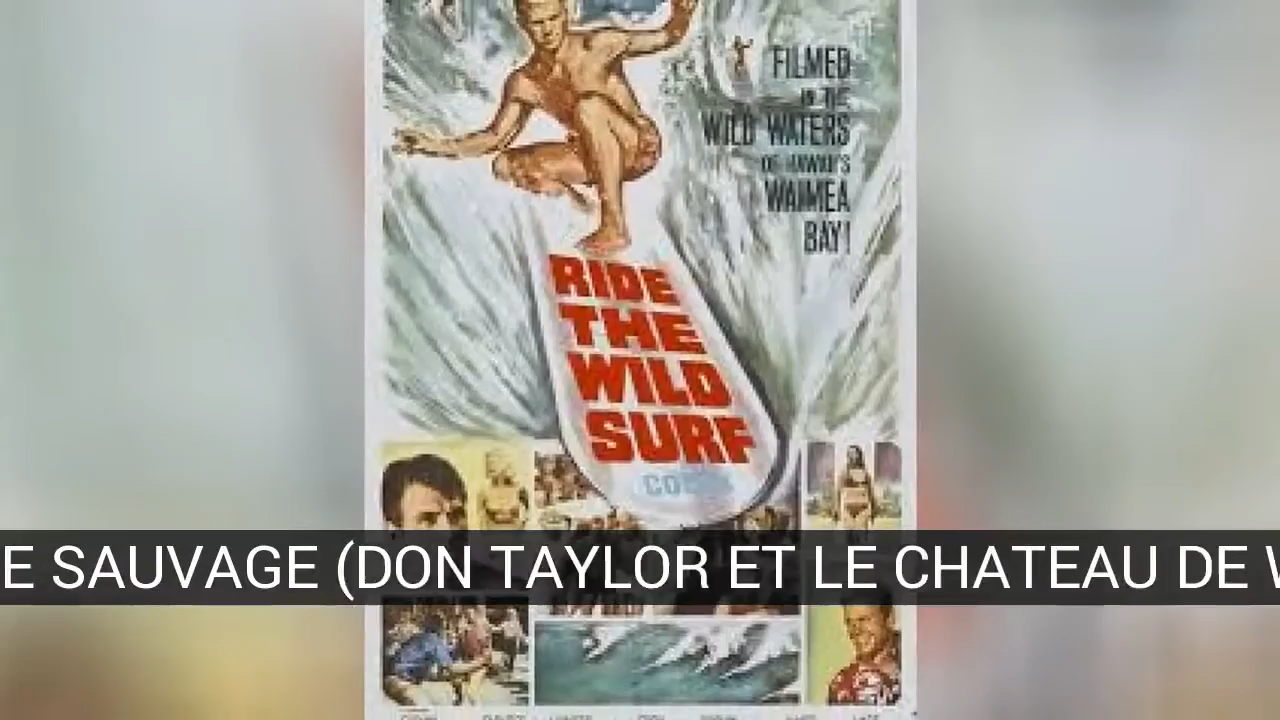 FILMED
IN THE
WILD WATERS
OF HAWAII'S
WAIMEA
BAY!
RIDE
THE
WILD
SURF
COLOR
E SAUVAGE (DON TAYLOR ET LE CHATEAU DE W